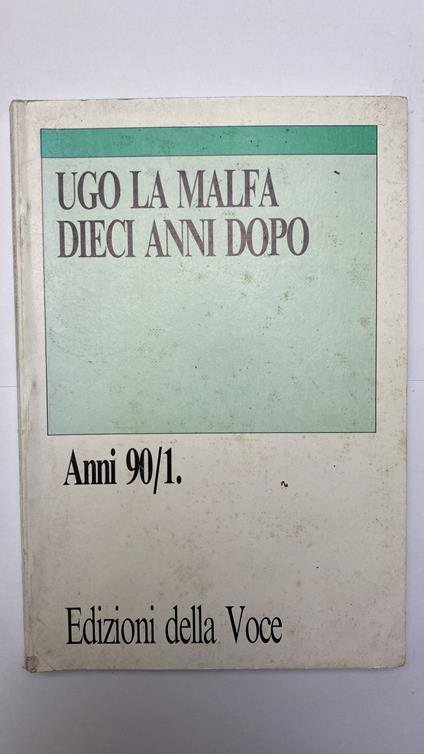 UGO LA MALFA
DIECI ANNI DOPO
Anni 90/1.
Edizioni della Voce